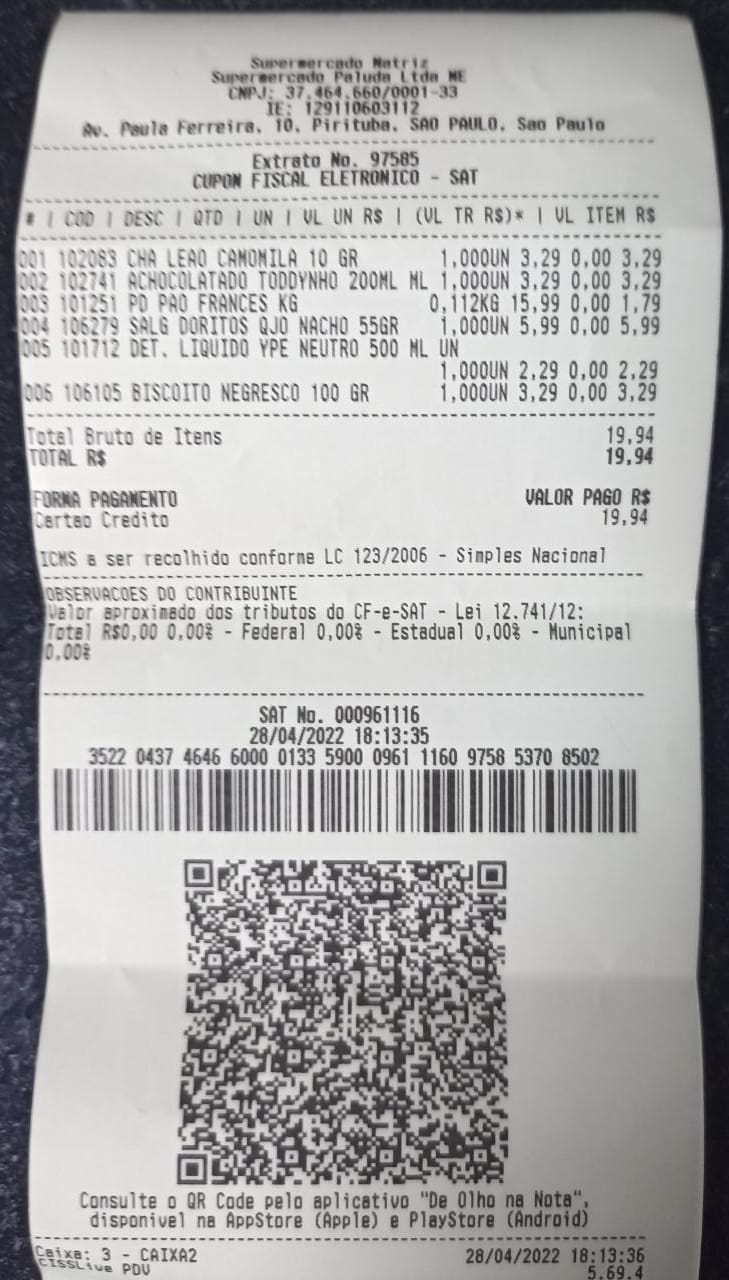 Supermercado Matriz
Supermercado Paluda Ltda ME
CNPJ: 37.464.660/0001-33
IE: 129110603112
Av. Paula Ferreira, 10, Pirituba, SAO PAULO, Sao Paulo
Extrato No. 97585
CUPON FISCAL ELETRONICO - SAT
# | COD | DESC | QTD | UN | VL UN R$ | (VL TR R$)* | VL ITEM R$
001 102083 CHA LEAO CAMOMILA 10 GR 1,000UN 3,29 0,00 3,29
002 102741 ACHOCOLATADO TODDYNHO 200ML ML 1,000UN 3,29 0,00 3,29
003 101251 PD PAO FRANCES KG 0,112KG 15,99 0,00 1,79
004 106279 SALG DORITOS QJO NACHO 55GR 1,000UN 5,99 0,00 5,99
005 101712 DET. LIQUIDO YPE NEUTRO 500 ML UN
1,000UN 2,29 0,00 2,29
006 106105 BISCOITO NEGRESCO 100 GR 1,000UN 3,29 0,00 3,29
Total Bruto de Itens 19,94
TOTAL R$ 19,94
FORMA PAGAMENTO VALOR PAGO R$
Cartao Credito 19,94
ICMS a ser recolhido conforme LC 123/2006 - Simples Nacional
OBSERVACOES DO CONTRIBUINTE
Valor aproximado dos tributos do CF-e-SAT - Lei 12.741/12:
Total R$0,00 0,00% - Federal 0,00% - Estadual 0,00% - Municipal
0,00%
SAT No. 000961116
28/04/2022 18:13:35
3522 0437 4646 6000 0133 5900 0961 1160 9758 5370 8502
Consulte o QR Code pelo aplicativo "De Olho na Nota",
disponivel na AppStore (Apple) e PlayStore (Android)
Caixa: 3 - CAIXA2 28/04/2022 18:13:36
CISSLive PDV 5.69.4